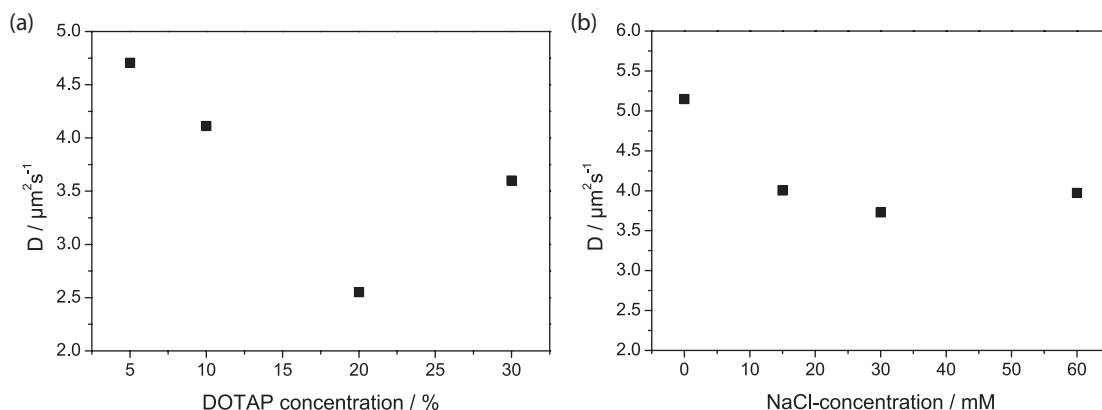 (a)
5.0
4.5
4.0
3.5
3.0
2.5
2.0
D / µm²s⁻¹
5 10 15 20 25 30
DOTAP concentration / %
(b)
6.0
5.5
5.0
4.5
4.0
3.5
3.0
2.5
2.0
D / µm²s⁻¹
0 10 20 30 40 50 60
NaCl-concentration / mM